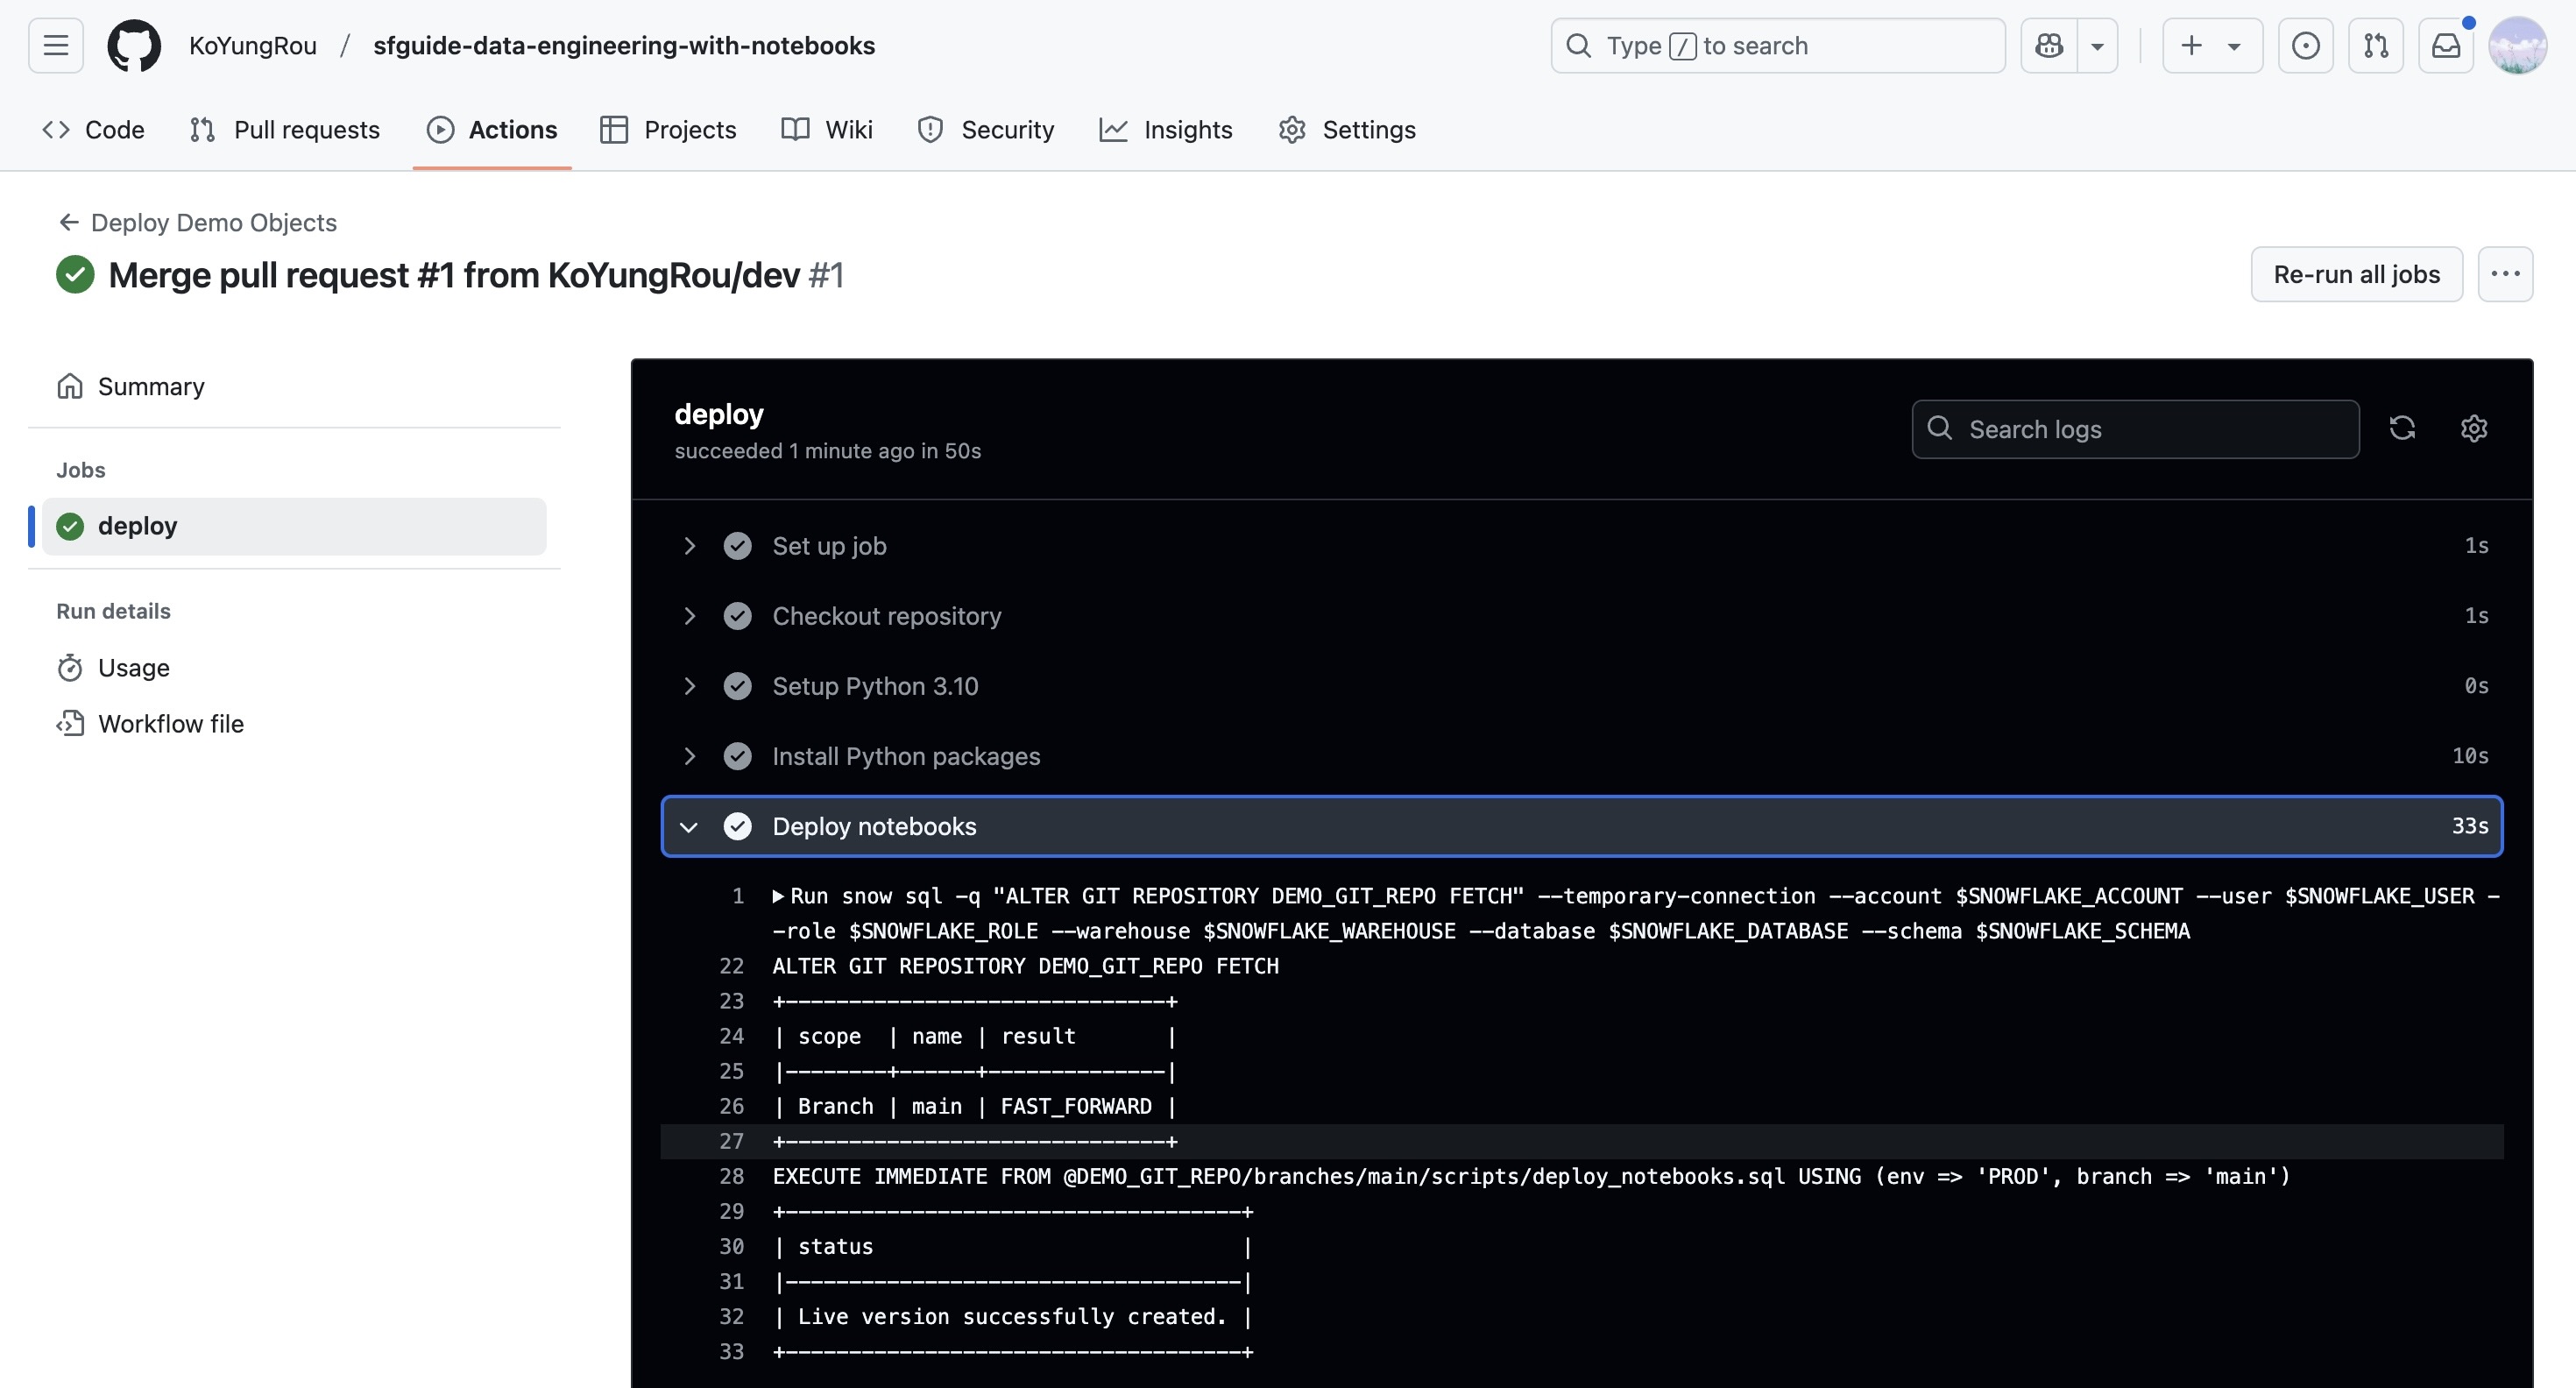 KoYungRou / sfguide-data-engineering-with-notebooks
Type / to search
Code Pull requests Actions Projects Wiki Security Insights Settings
← Deploy Demo Objects
Merge pull request #1 from KoYungRou/dev #1
Re-run all jobs
Summary
Jobs
deploy
Run details
Usage
Workflow file
deploy
succeeded 1 minute ago in 50s
Search logs
Set up job 1s
Checkout repository 1s
Setup Python 3.10 0s
Install Python packages 10s
Deploy notebooks 33s
1 ▶Run snow sql -q "ALTER GIT REPOSITORY DEMO_GIT_REPO FETCH" --temporary-connection --account $SNOWFLAKE_ACCOUNT --user $SNOWFLAKE_USER -
-role $SNOWFLAKE_ROLE --warehouse $SNOWFLAKE_WAREHOUSE --database $SNOWFLAKE_DATABASE --schema $SNOWFLAKE_SCHEMA
22 ALTER GIT REPOSITORY DEMO_GIT_REPO FETCH
23 +------------------------------+
24 | scope  | name | result       |
25 |--------+------+--------------|
26 | Branch | main | FAST_FORWARD |
27 +------------------------------+
28 EXECUTE IMMEDIATE FROM @DEMO_GIT_REPO/branches/main/scripts/deploy_notebooks.sql USING (env => 'PROD', branch => 'main')
29 +------------------------------------+
30 | status                             |
31 |------------------------------------|
32 | Live version successfully created. |
33 +------------------------------------+